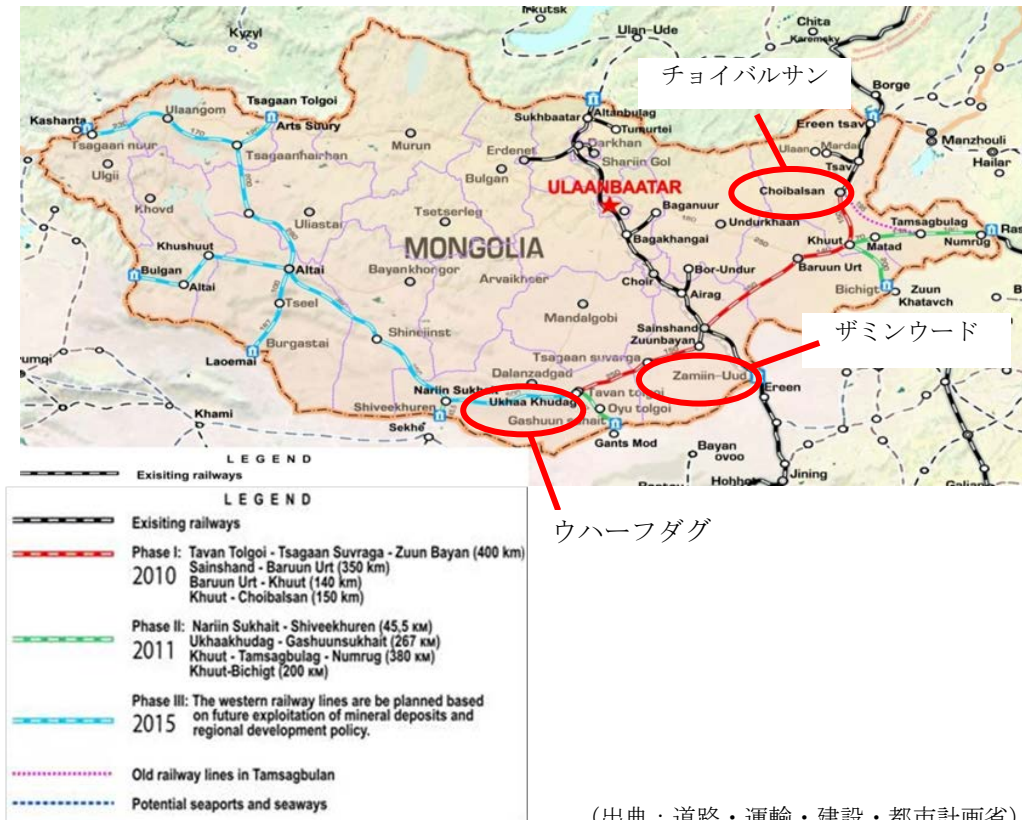 Irkutsk
Kyzyl
Ulan-Ude
Chita
Karemsky
チョイバルサン
Borge
Tsagaan Tolgoi
Kashanta
Ulaangom
Arts Suury
Tsagaan nuur
Tsagaanhairhan
Ulgii
Murun
Sukhbaatar
Altanbulag
Tumurtei
Darkhan
Erdenet
Shariin Gol
Bulgan
Ereen tsav
Ulaan
Mardai
Tsav
Manzhouli
Hailar
ULAANBAATAR
Choibalsan
Khovd
Uliastai
Tsetserleg
Baganuur
Undurkhaan
Tamsagbulag
Khushuut
MONGOLIA
Bagakhangai
Khuut
Matad
Numrug
Bulgan
Altai
Altai
Bayankhorgor
Arvaikheer
Choir
Bor-Undur
Airag
Baruun Urt
Bichigt
Zuun
Khatavch
Tseel
Mandalgobi
Shinejinst
Sainshand
Zuunbayan
ザミンウード
Burgastai
Laoemai
Tsagaan suvarga
Dalanzadgad
Zamiin-Uud
Ereen
Nariin Sukhait
Ukhaa Khudag
Tavan tolgoi
Shiveekhuren
Oyu tolgoi
Khami
Sekhe
Gashuun suhait
Gants Mod
Bayan
ovoo
Hohhot
Jining
LEGEND
Exisiting railways
ウハーフダグ
LEGEND
Exisiting railways
Phase I: Tavan Tolgoi - Tsagaan Suvraga - Zuun Bayan (400 km)
2010 Sainshand - Baruun Urt (350 km)
Baruun Urt - Khuut (140 km)
Khuut - Choibalsan (150 km)
Phase II: Nariin Sukhait - Shiveekhuren (45,5 км)
2011 Ukhaakhudag - Gashuunsukhait (267 км)
Khuut - Tamsagbulag - Numrug (380 км)
Khuut-Bichigt (200 км)
Phase III: The western railway lines are be planned based
2015 on future exploitation of mineral deposits and
regional development policy.
Old railway lines in Tamsagbulan
Potential seaports and seaways
(出典：道路・運輸・建設・都市計画省)